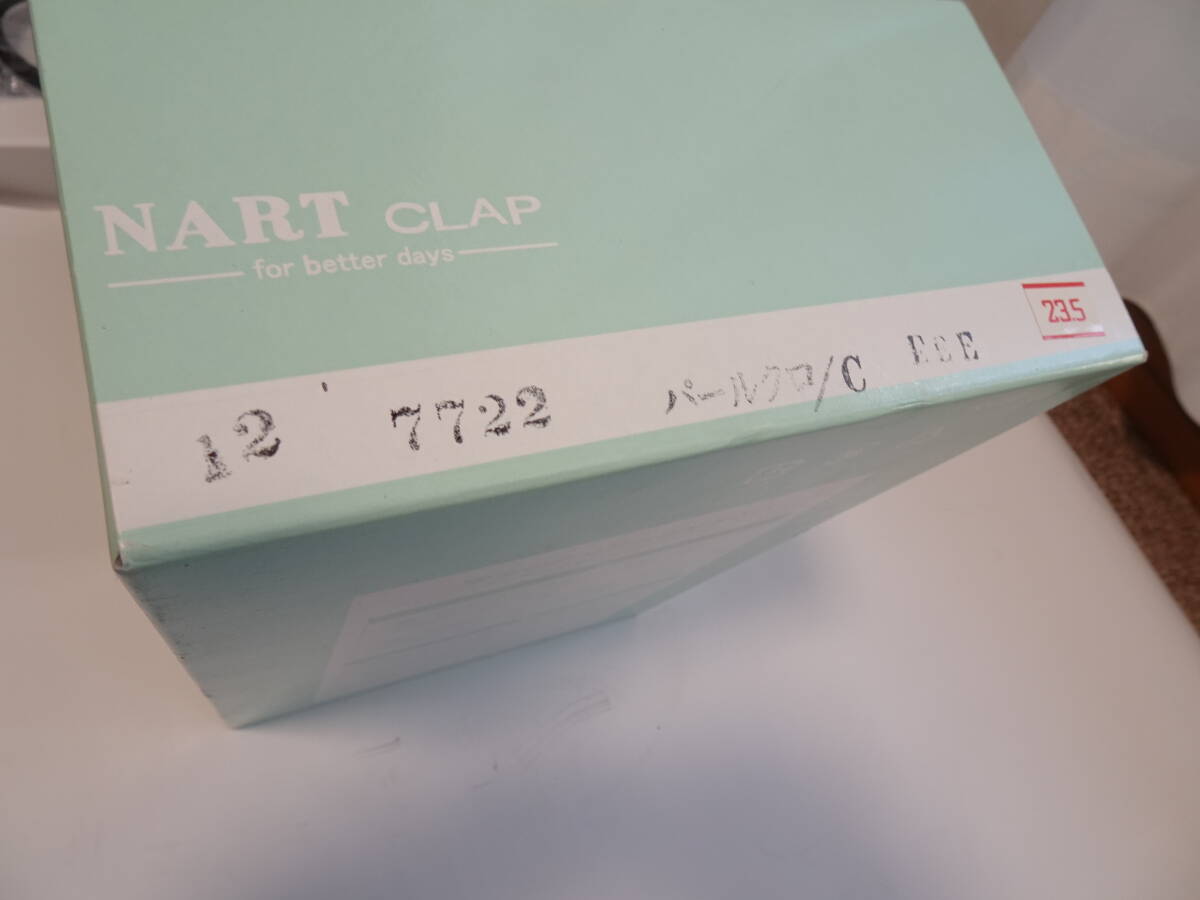 NART CLAP
for better days
12 7722 パールクロ/C EEE
23.5